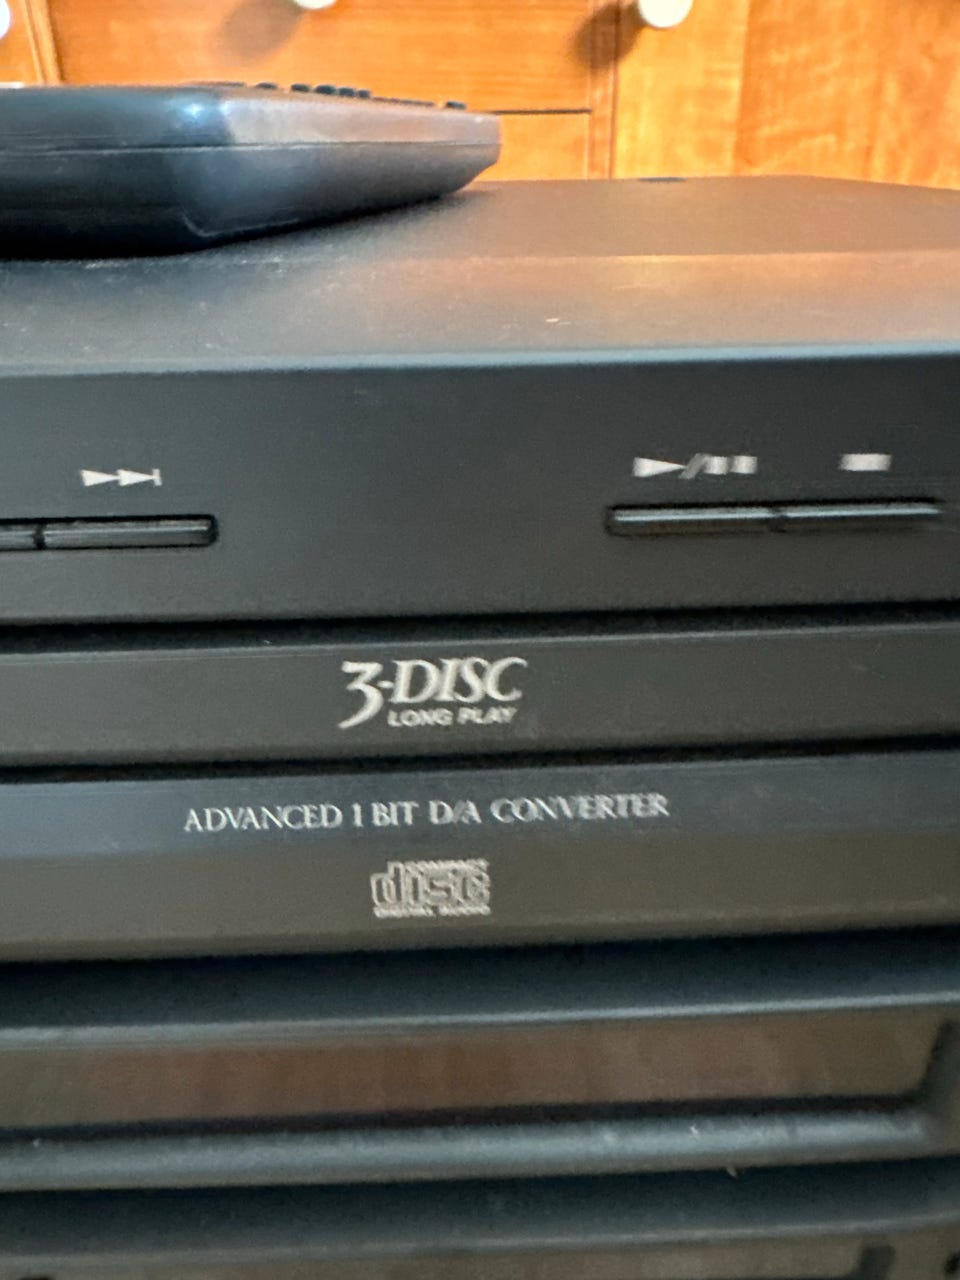 3-DISC
LONG PLAY
ADVANCED 1 BIT D/A CONVERTER
COMPACT
disc
DIGITAL AUDIO